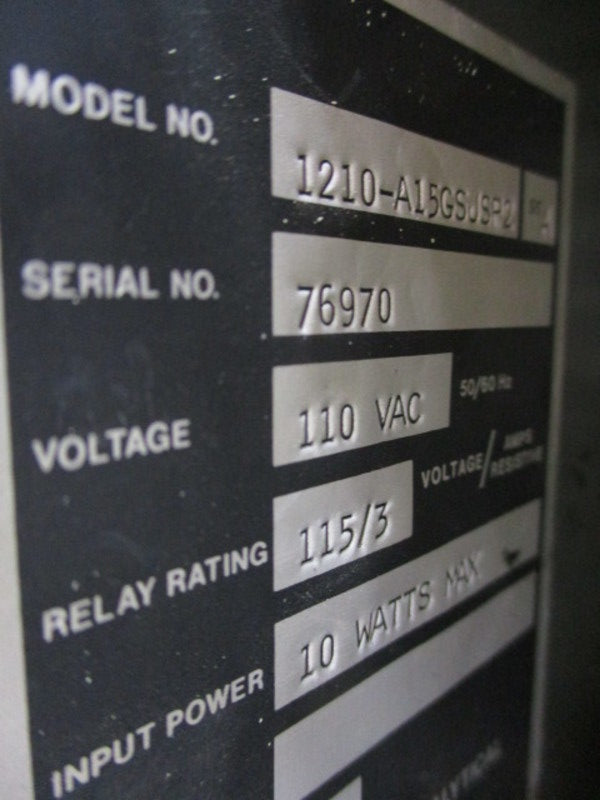 MODEL NO. 1210-A15GSJSR2 A
SERIAL NO. 76970
VOLTAGE 110 VAC 50/60 Hz
RELAY RATING 115/3 VOLTAGE/AMPS RESISTIVE
INPUT POWER 10 WATTS MAX